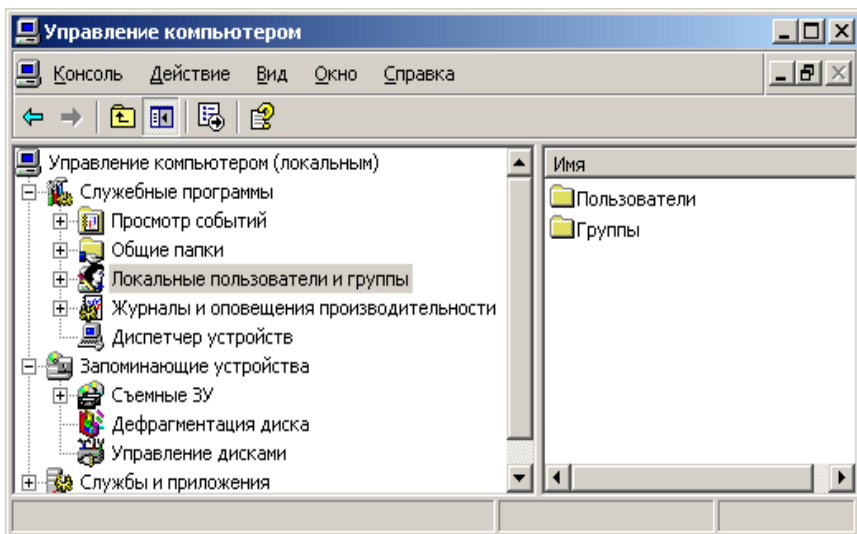 Управление компьютером
Консоль Действие Вид Окно Справка
Управление компьютером (локальным)
Служебные программы
Просмотр событий
Общие папки
Локальные пользователи и группы
Журналы и оповещения производительности
Диспетчер устройств
Запоминающие устройства
Съемные ЗУ
Дефрагментация диска
Управление дисками
Службы и приложения
Имя
Пользователи
Группы